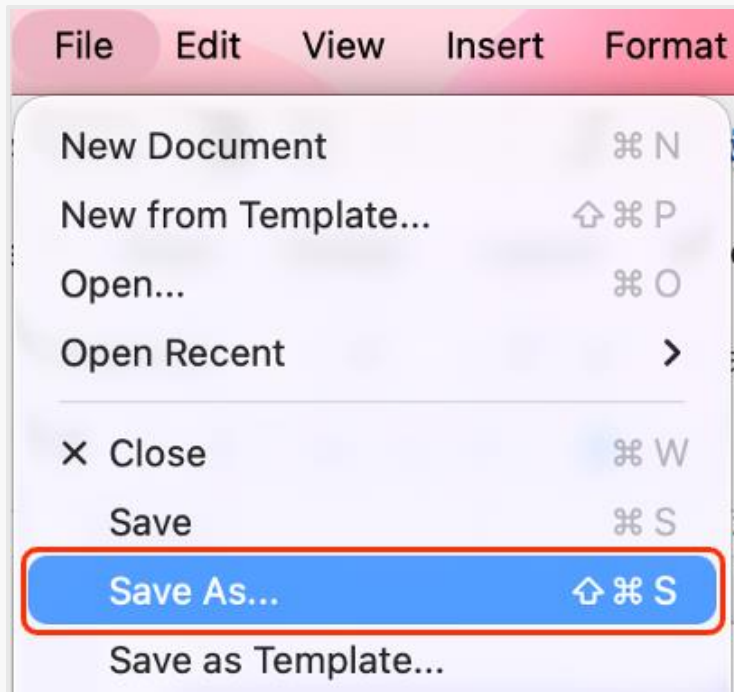 File Edit View Insert Format
New Document ⌘ N
New from Template... ⇧ ⌘ P
Open... ⌘ O
Open Recent >
✕ Close ⌘ W
Save ⌘ S
Save As... ⇧ ⌘ S
Save as Template...